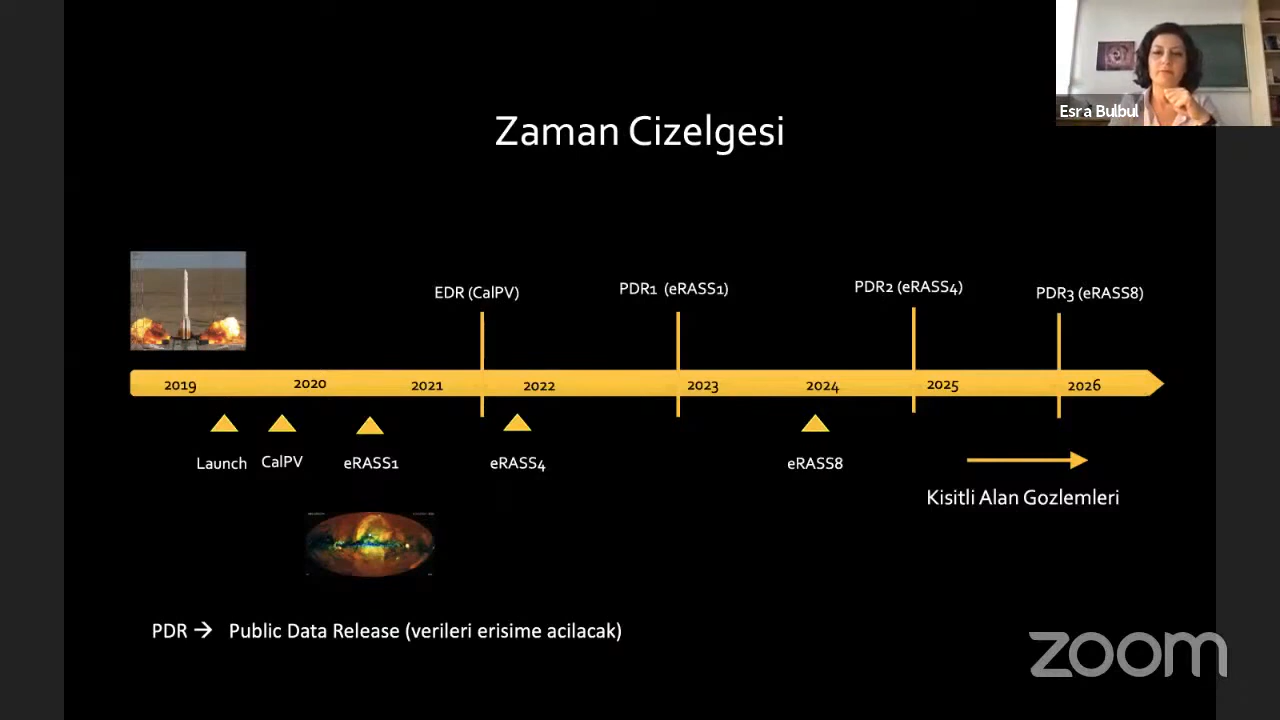 Esra Bulbul
Zaman Cizelgesi
EDR (CalPV)
PDR1 (eRASS1)
PDR2 (eRASS4)
PDR3 (eRASS8)
2019 2020 2021 2022 2023 2024 2025 2026
Launch CalPV eRASS1 eRASS4 eRASS8
Kisitli Alan Gozlemleri
PDR → Public Data Release (verileri erisime acilacak)
zoom